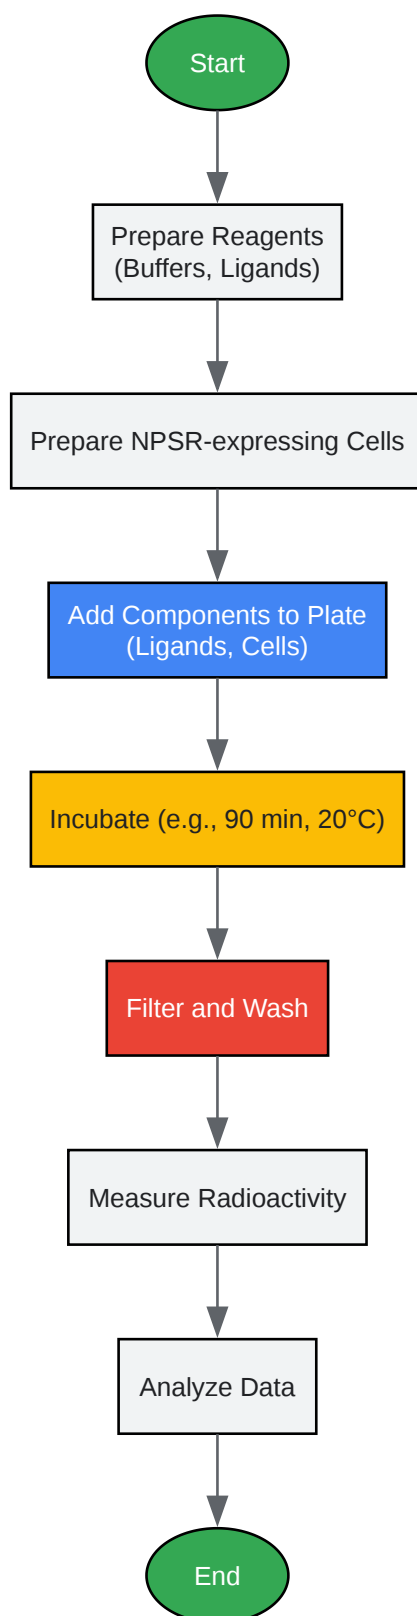 Start
Prepare Reagents
(Buffers, Ligands)
Prepare NPSR-expressing Cells
Add Components to Plate
(Ligands, Cells)
Incubate (e.g., 90 min, 20°C)
Filter and Wash
Measure Radioactivity
Analyze Data
End